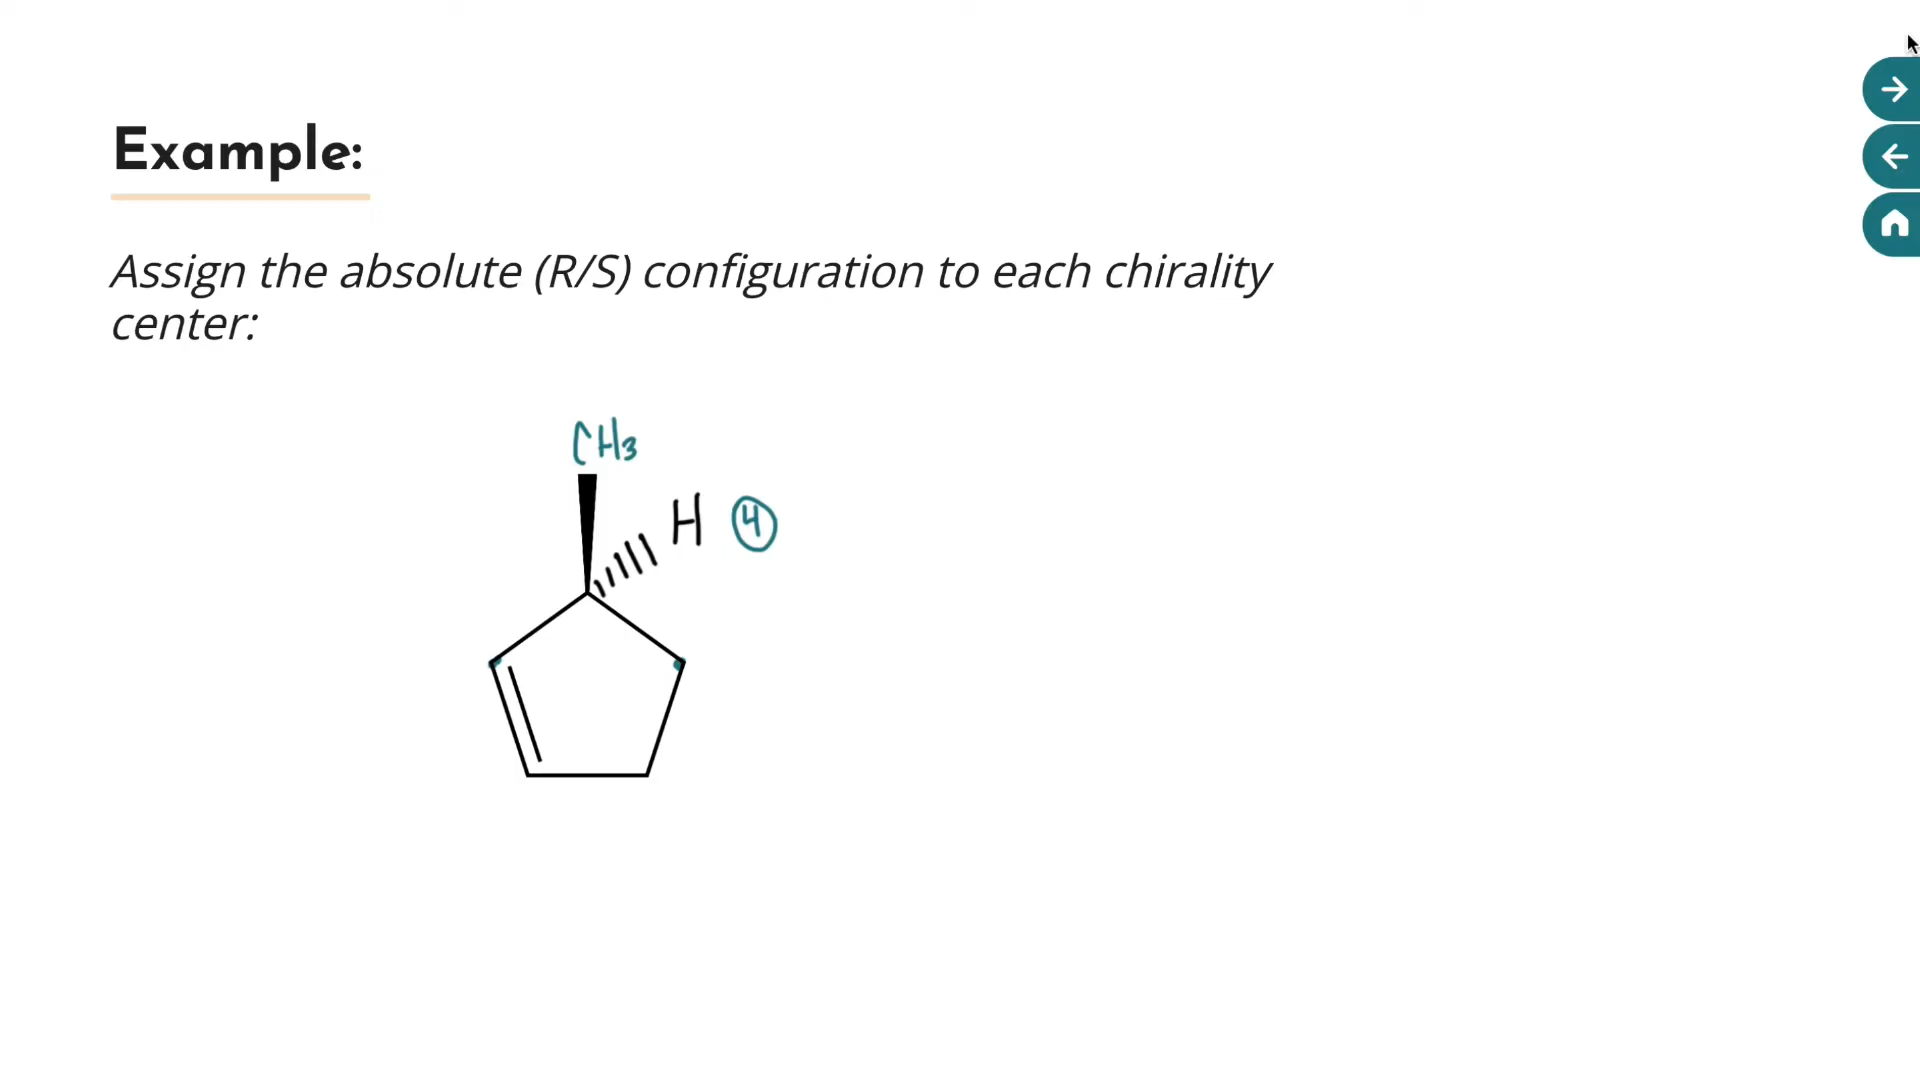 Example:
Assign the absolute (R/S) configuration to each chirality
center:
CH3
H 4